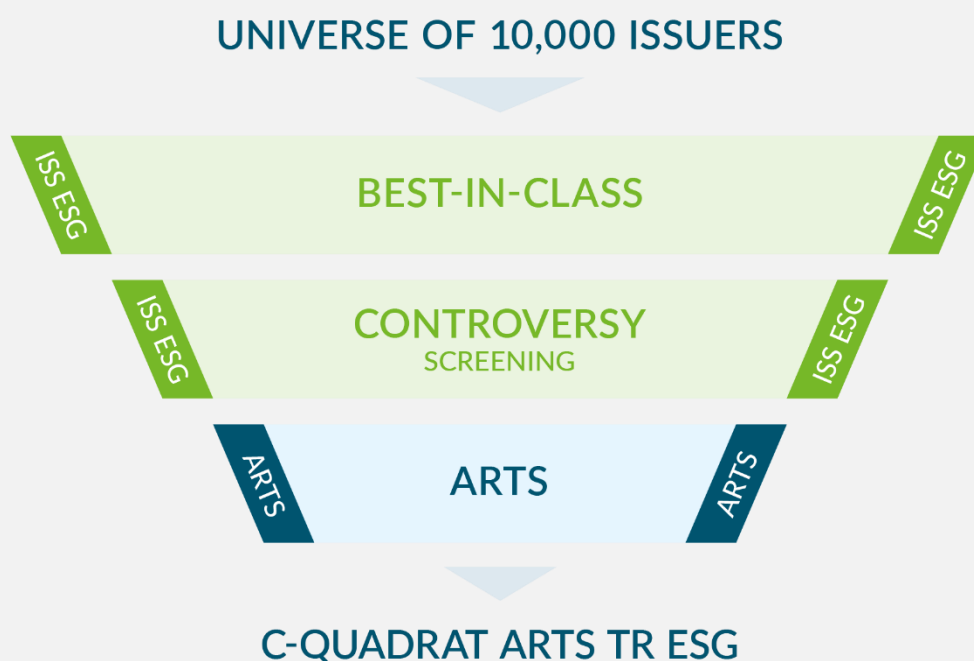 UNIVERSE OF 10,000 ISSUERS
ISS ESG
BEST-IN-CLASS
ISS ESG
ISS ESG
CONTROVERSY
SCREENING
ISS ESG
ARTS
ARTS
ARTS
C-QUADRAT ARTS TR ESG